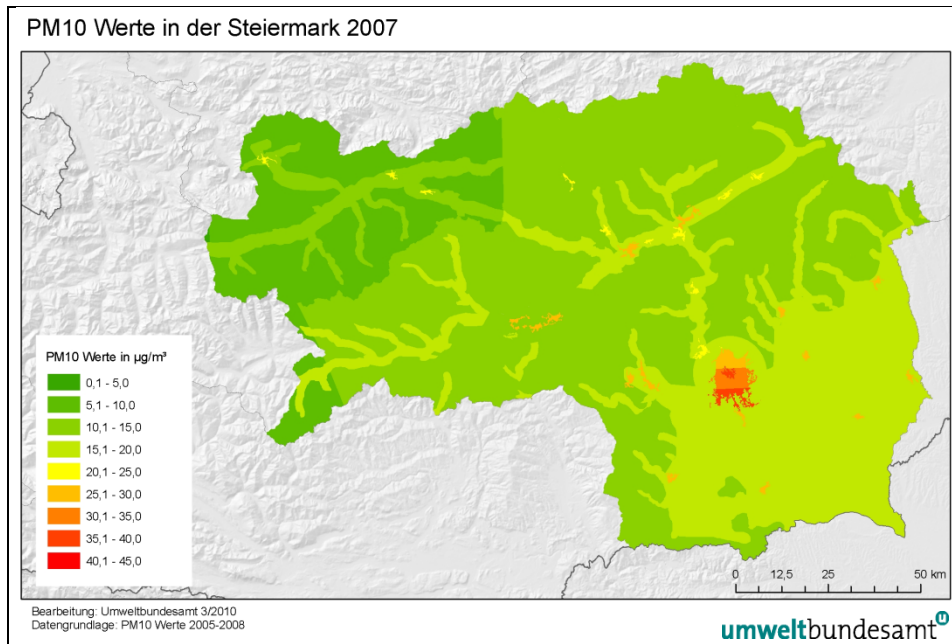 PM10 Werte in der Steiermark 2007
PM10 Werte in µg/m³
0,1 - 5,0
5,1 - 10,0
10,1 - 15,0
15,1 - 20,0
20,1 - 25,0
25,1 - 30,0
30,1 - 35,0
35,1 - 40,0
40,1 - 45,0
0 12,5 25 50 km
Bearbeitung: Umweltbundesamt 3/2010
Datengrundlage: PM10 Werte 2005-2008
umweltbundesamt
u